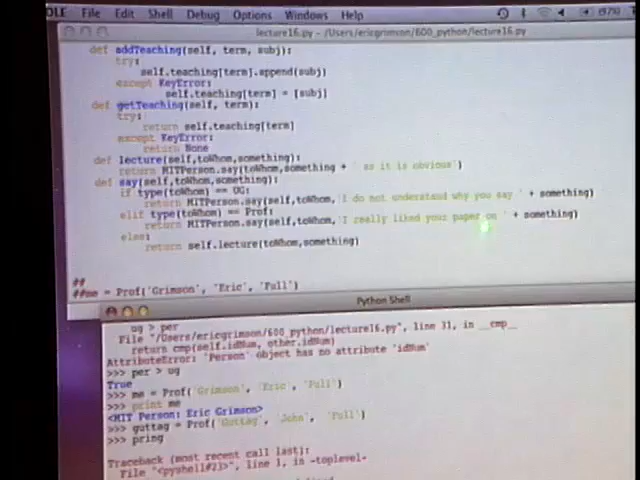 DLE File Edit Shell Debug Options Windows Help
lecture16.py - /Users/ericgrimson/600_python/lecture16.py
def addTeaching(self, term, subj):
try:
self.teaching[term].append(subj)
except KeyError:
self.teaching[term] = [subj]
def getTeaching(self, term):
try:
return self.teaching[term]
except KeyError:
return None
def lecture(self,toWhom,something):
return MITPerson.say(self,toWhom,something + ' as it is obvious')
def say(self,toWhom,something):
if type(toWhom) == UG:
return MITPerson.say(self,toWhom,'I do not understand why you say ' + something)
elif type(toWhom) == Prof:
return MITPerson.say(self,toWhom,'I really liked your paper on ' + something)
else:
return self.lecture(toWhom,something)
##
##me = Prof('Grimson', 'Eric', 'Full')
Python Shell
ug > per
File "/Users/ericgrimson/600_python/lecture16.py", line 31, in __cmp__
return cmp(self.idNum, other.idNum)
AttributeError: 'Person' object has no attribute 'idNum'
>>> per > ug
True
>>> me = Prof('Grimson', 'Eric', 'Full')
>>> print me
<MIT Person: Eric Grimson>
>>> guttag = Prof('Guttag', 'John', 'Full')
>>> pring
Traceback (most recent call last):
File "<pyshell#23>", line 1, in -toplevel-